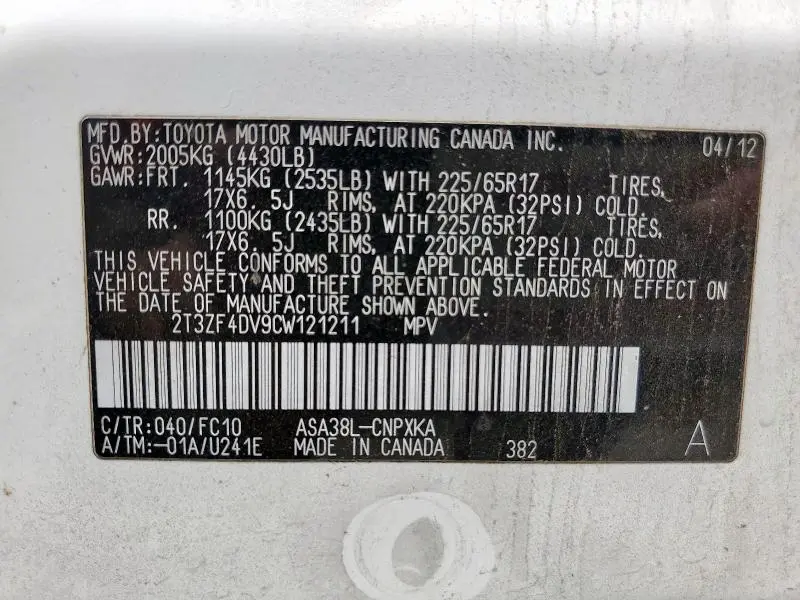 MFD. BY: TOYOTA MOTOR MANUFACTURING CANADA INC. 04/12
GVWR: 2005KG (4430LB)
GAWR: FRT. 1145KG (2535LB) WITH 225/65R17 TIRES,
17X6. 5J RIMS, AT 220KPA (32PSI) COLD.
RR. 1100KG (2435LB) WITH 225/65R17 TIRES,
17X6. 5J RIMS, AT 220KPA (32PSI) COLD.
THIS VEHICLE CONFORMS TO ALL APPLICABLE FEDERAL MOTOR
VEHICLE SAFETY AND THEFT PREVENTION STANDARDS IN EFFECT ON
THE DATE OF MANUFACTURE SHOWN ABOVE.
2T3ZF4DV9CW121211 MPV
C/TR: 040/FC10 ASA38L-CNPXKA
A/TM: -01A/U241E MADE IN CANADA 382 A